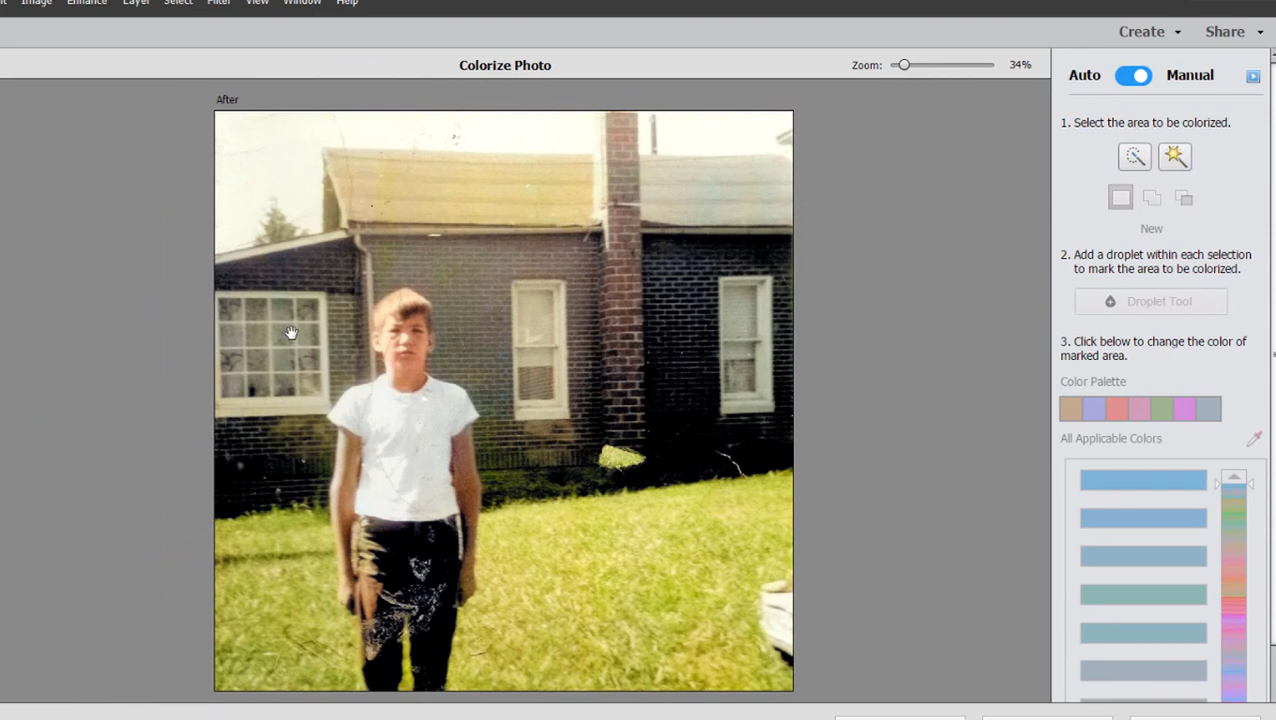 Image Enhance Layer Select Filter View Window Help
Create Share
Colorize Photo Zoom: 34%
Auto Manual
After
1. Select the area to be colorized.
New
2. Add a droplet within each selection
to mark the area to be colorized.
Droplet Tool
3. Click below to change the color of
marked area.
Color Palette
All Applicable Colors